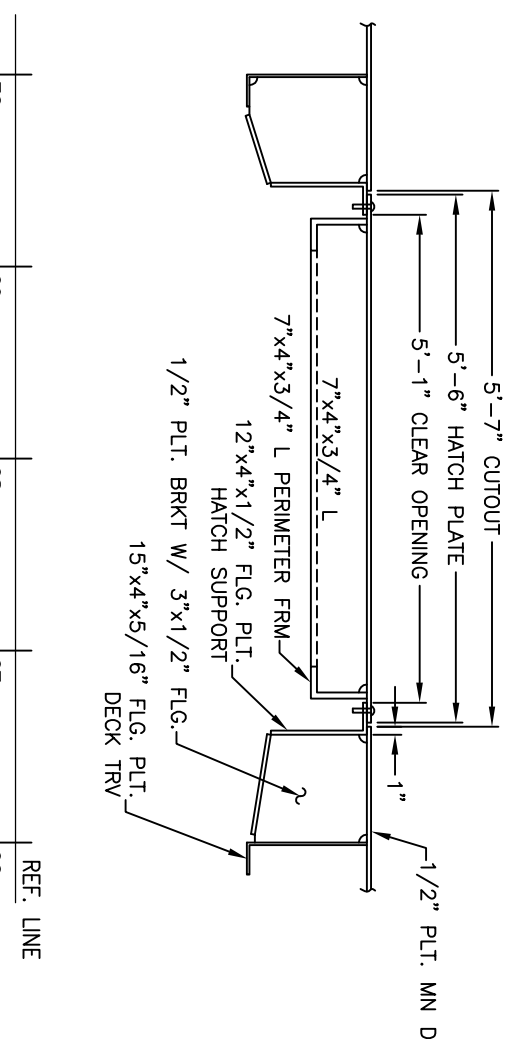 5'-7" CUTOUT
5'-6" HATCH PLATE
5'-1" CLEAR OPENING
1"
1/2" PLT. MN D
7"x4"x3/4" L
7"x4"x3/4" L PERIMETER FRM
12"x4"x1/2" FLG. PLT.
HATCH SUPPORT
1/2" PLT. BRKT W/ 3"x1/2" FLG.
15"x4"x5/16" FLG. PLT.
DECK TRV
REF. LINE